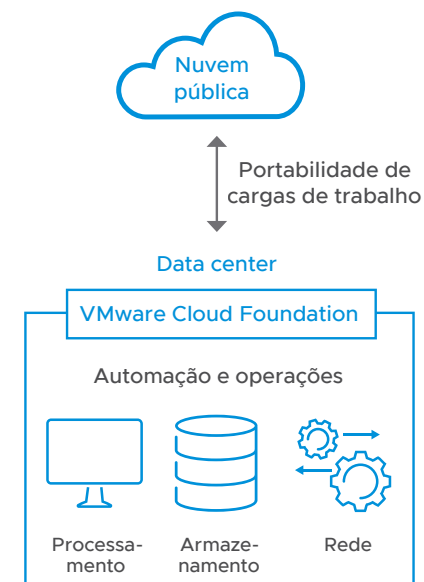 Nuvem
pública
Portabilidade de
cargas de trabalho
Data center
VMware Cloud Foundation
Automação e operações
Processa-
mento
Armaze-
namento
Rede